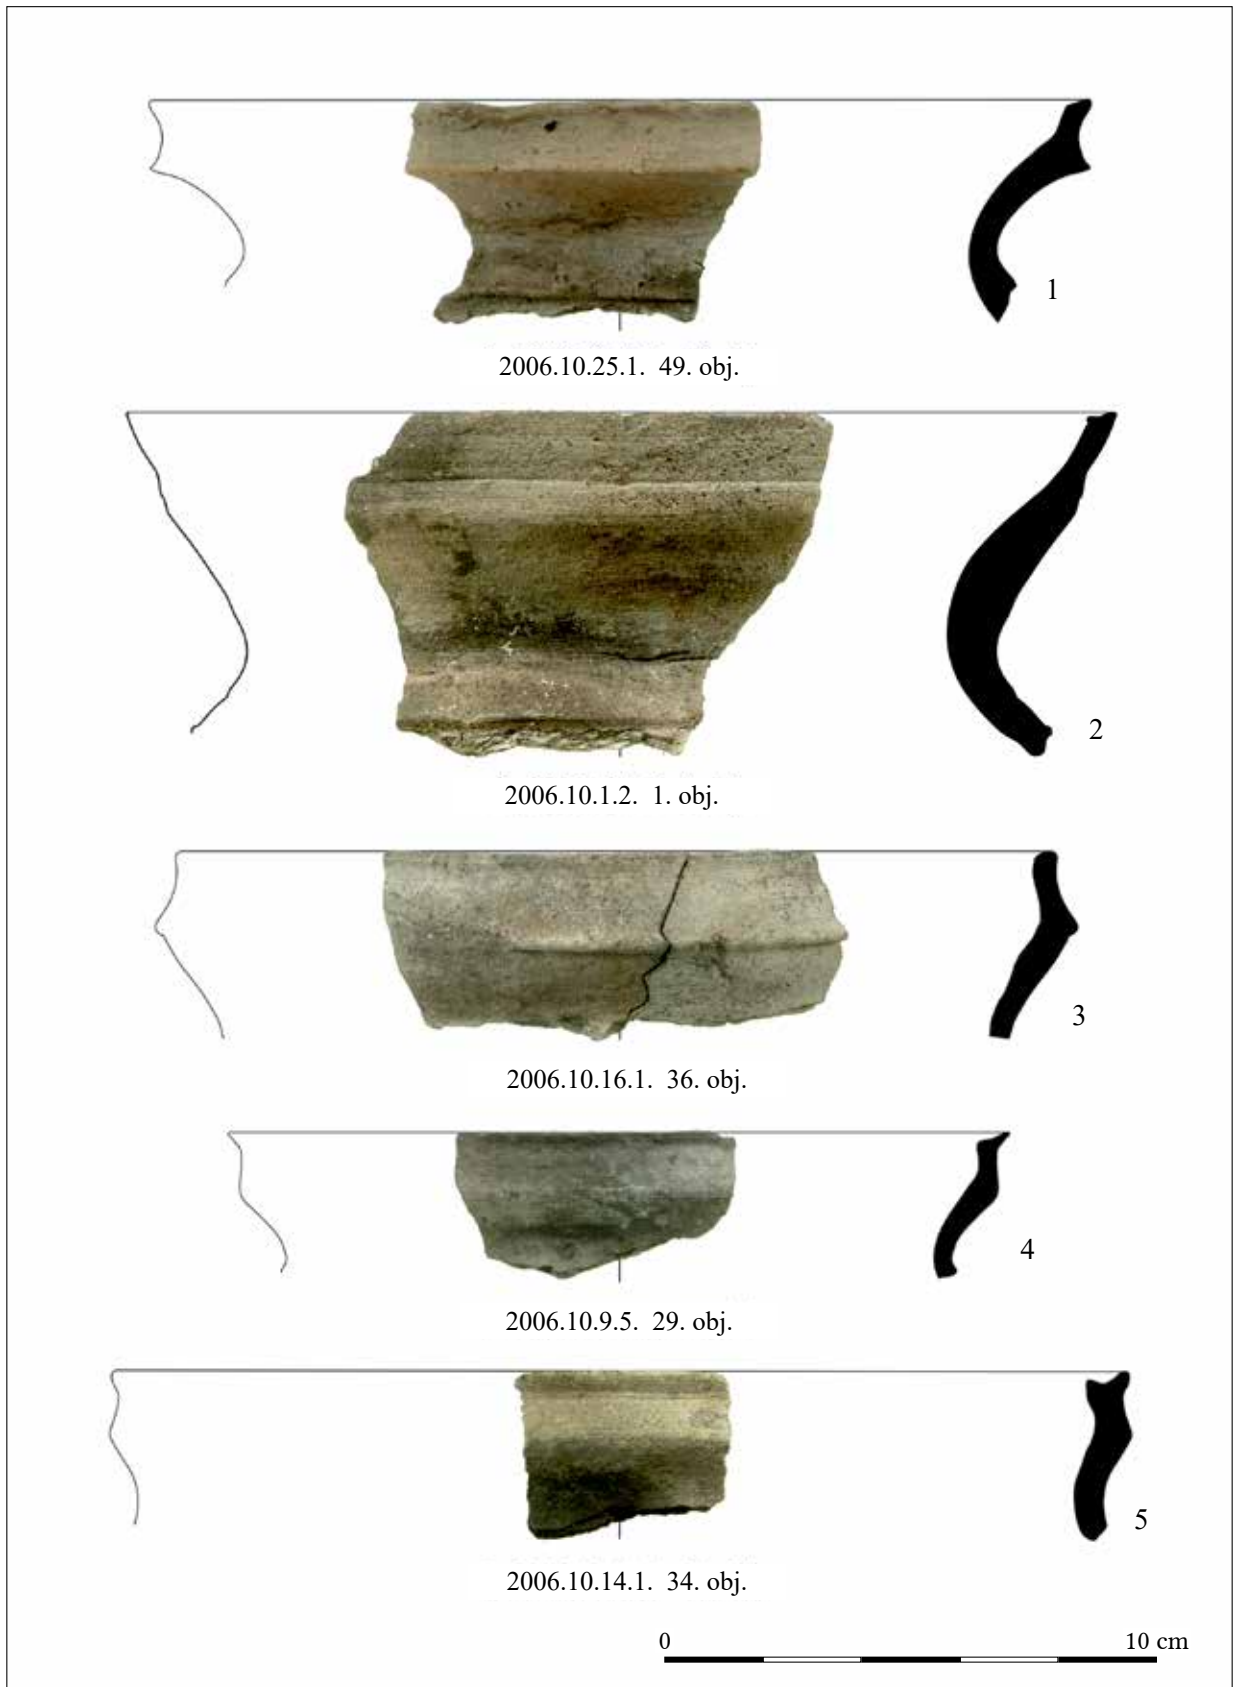 1
2006.10.25.1. 49. obj.
2
2006.10.1.2. 1. obj.
3
2006.10.16.1. 36. obj.
4
2006.10.9.5. 29. obj.
5
2006.10.14.1. 34. obj.
0 10 cm